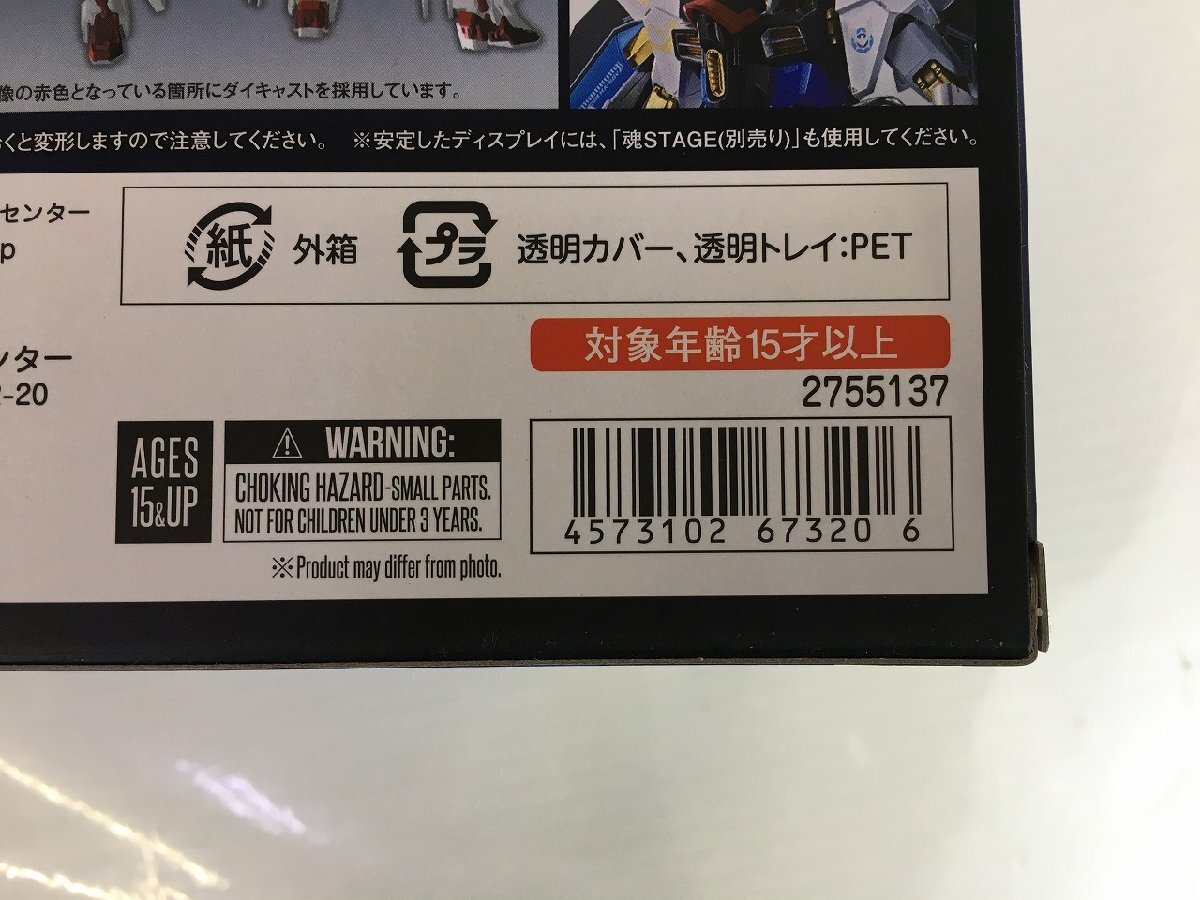 像の赤色となっている箇所にダイキャストを採用しています。
くと変形しますので注意してください。 ※安定したディスプレイには、「魂STAGE(別売り)」も使用してください。
センター
p
紙 外箱 プラ 透明カバー、透明トレイ:PET
ンター
-20
対象年齢15才以上
2755137
AGES
15&UP
WARNING:
CHOKING HAZARD-SMALL PARTS.
NOT FOR CHILDREN UNDER 3 YEARS.
※Product may differ from photo.
4573102 67320 6